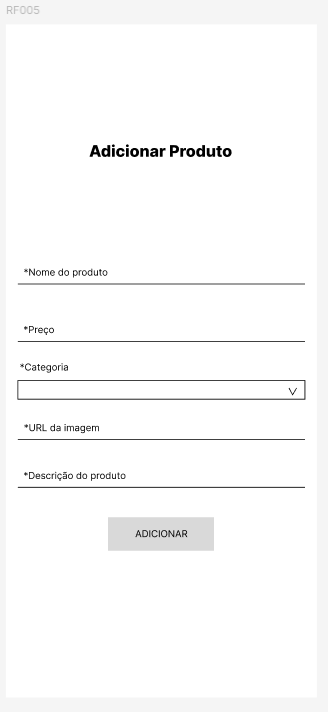 RF005
Adicionar Produto
*Nome do produto
*Preço
*Categoria
*URL da imagem
*Descrição do produto
ADICIONAR